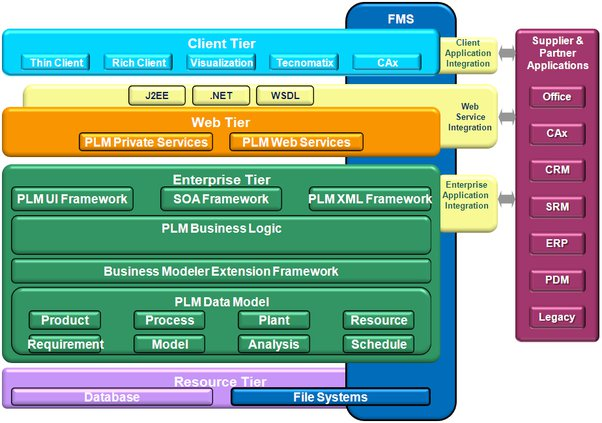 FMS
Client Tier
Thin Client
Rich Client
Visualization
Tecnomatix
CAx
Client
Application
Integration
Supplier &
Partner
Applications
Office
CAx
CRM
SRM
ERP
PDM
Legacy
J2EE
.NET
WSDL
Web
Service
Integration
Web Tier
PLM Private Services
PLM Web Services
Enterprise Tier
PLM UI Framework
SOA Framework
PLM XML Framework
Enterprise
Application
Integration
PLM Business Logic
Business Modeler Extension Framework
PLM Data Model
Product
Process
Plant
Resource
Requirement
Model
Analysis
Schedule
Resource Tier
Database
File Systems